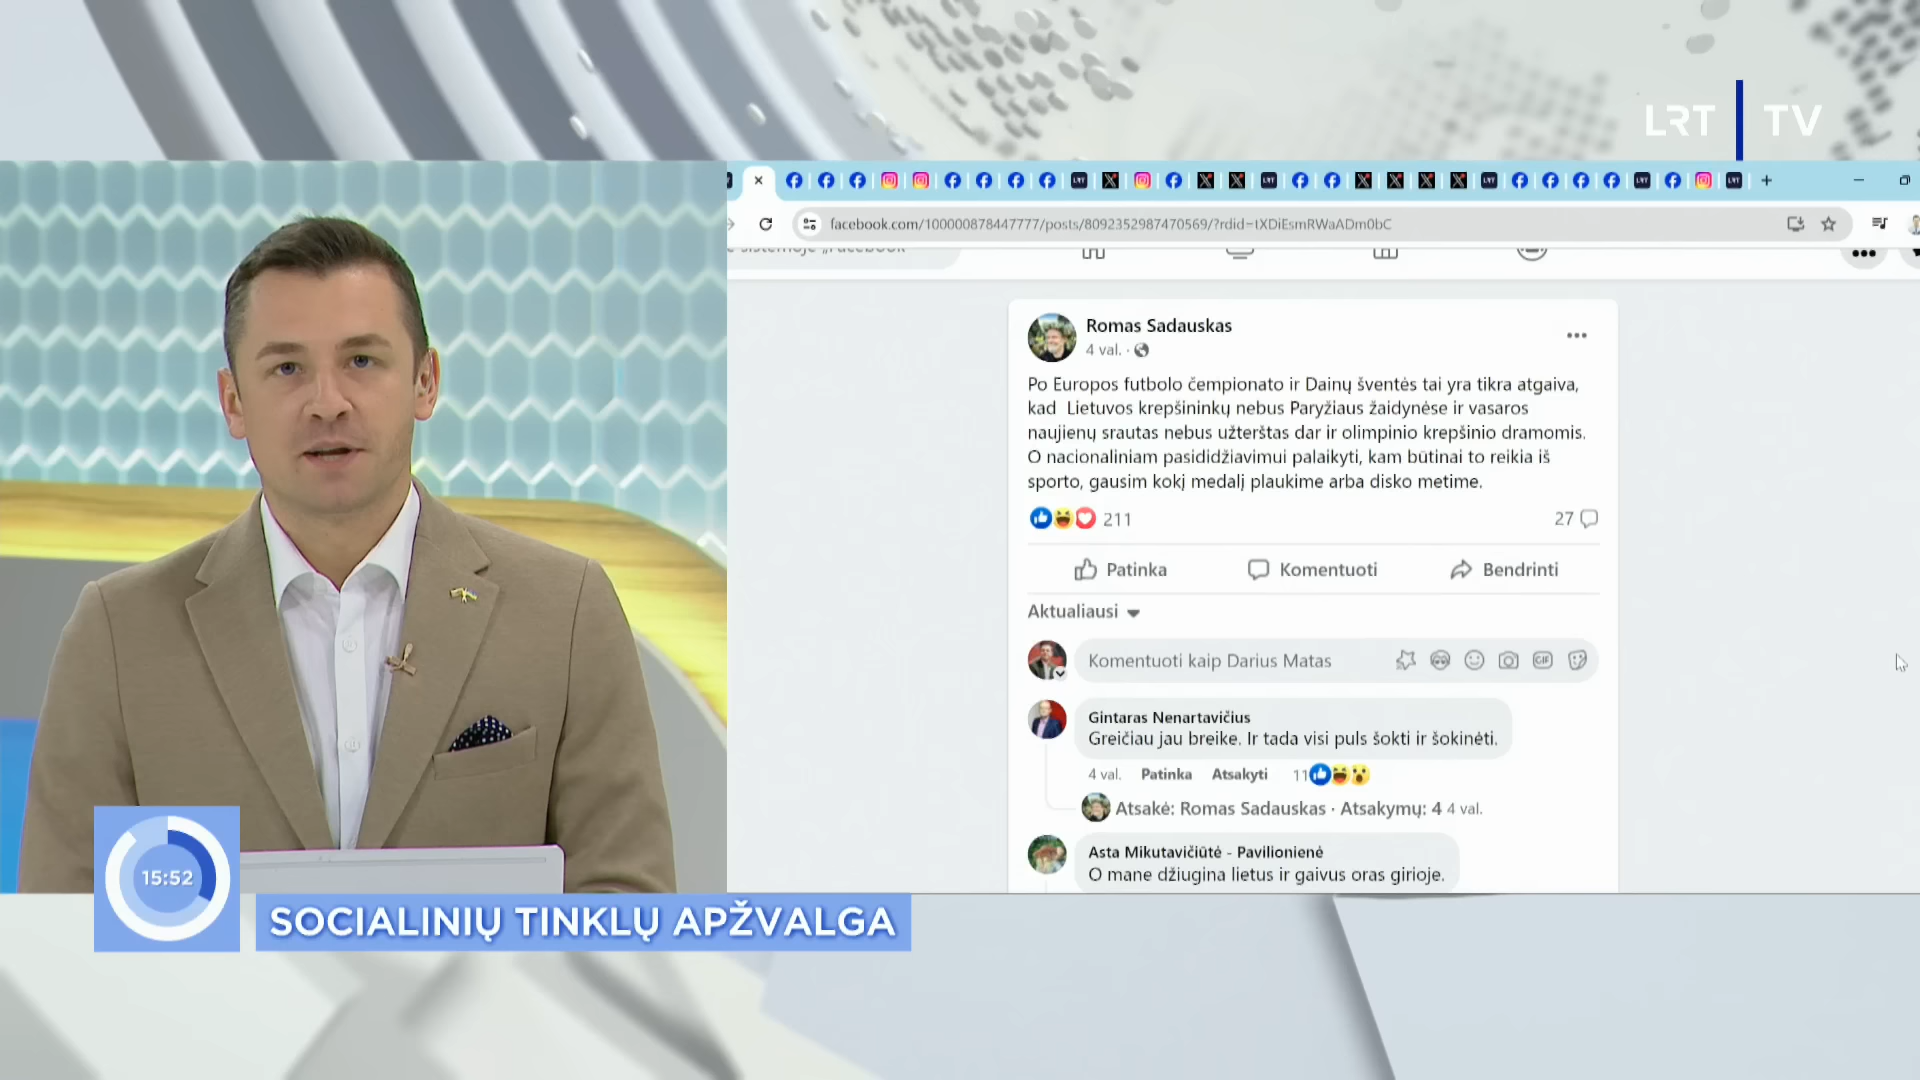 LRT TV
facebook.com/100000878447777/posts/8092352987470569/?rdid=tXDiEsmRWaADm0bC
Romas Sadauskas
4 val.
Po Europos futbolo čempionato ir Dainų šventės tai yra tikra atgaiva,
kad Lietuvos krepšininkų nebus Paryžiaus žaidynėse ir vasaros
naujienų srautas nebus užterštas dar ir olimpinio krepšinio dramomis.
O nacionaliniam pasididžiavimui palaikyti, kam būtinai to reikia iš
sporto, gausim kokį medalį plaukime arba disko metime.
211
27
Patinka Komentuoti Bendrinti
Aktualiausi
Komentuoti kaip Darius Matas
GIF
Gintaras Nenartavičius
Greičiau jau breike. Ir tada visi puls šokti ir šokinėti.
4 val. Patinka Atsakyti 11
Atsakė: Romas Sadauskas · Atsakymų: 4 4 val.
Asta Mikutavičiūtė - Pavilionienė
O mane džiugina lietus ir gaivus oras girioje.
15:52
SOCIALINIŲ TINKLŲ APŽVALGA